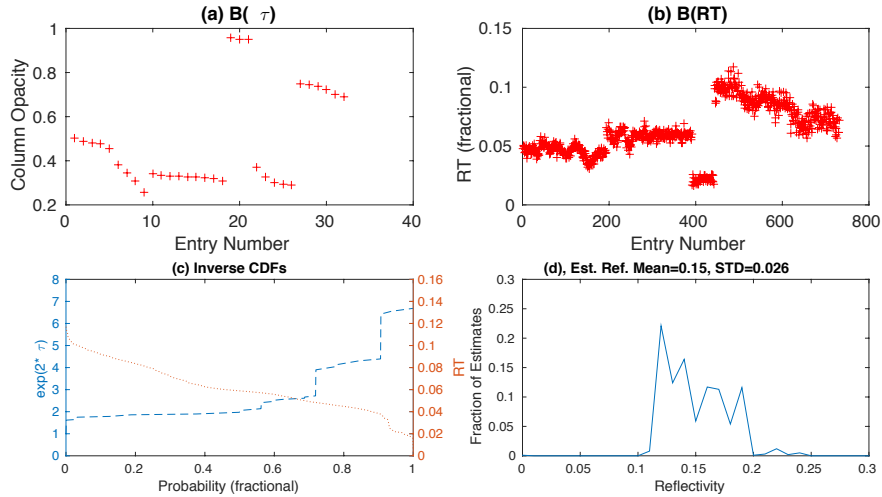 (a) B( τ)
Column Opacity
1
0.8
0.6
0.4
0.2
0 10 20 30 40
Entry Number
(b) B(RT)
RT (fractional)
0.1
0.05
0
0 200 400 600 800
Entry Number
(c) Inverse CDFs
exp(2* τ)
8
7
6
5
4
3
2
1
0
0 0.2 0.4 0.6 0.8 1
Probability (fractional)
0.16
0.14
0.12
0.1
0.08
0.06
0.04
0.02
0
RT
(d), Est. Ref. Mean=0.15, STD=0.026
Fraction of Estimates
0.3
0.25
0.2
0.15
0.1
0.05
0
0 0.05 0.1 0.15 0.2 0.25 0.3
Reflectivity